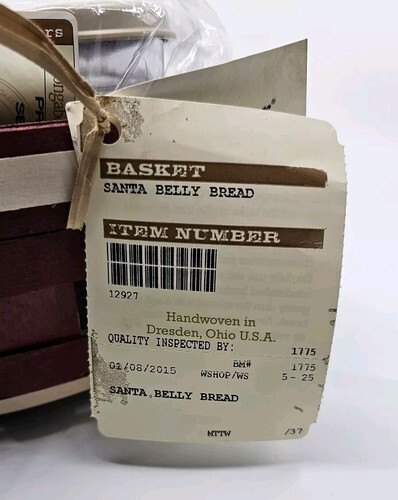 BASKET
SANTA BELLY BREAD
ITEM NUMBER
12927
Handwoven in
Dresden, Ohio U.S.A.
QUALITY INSPECTED BY: 1775
BM# 1775
01/08/2015 WSHOP/WS 5-25
SANTA BELLY BREAD
MTTW /37